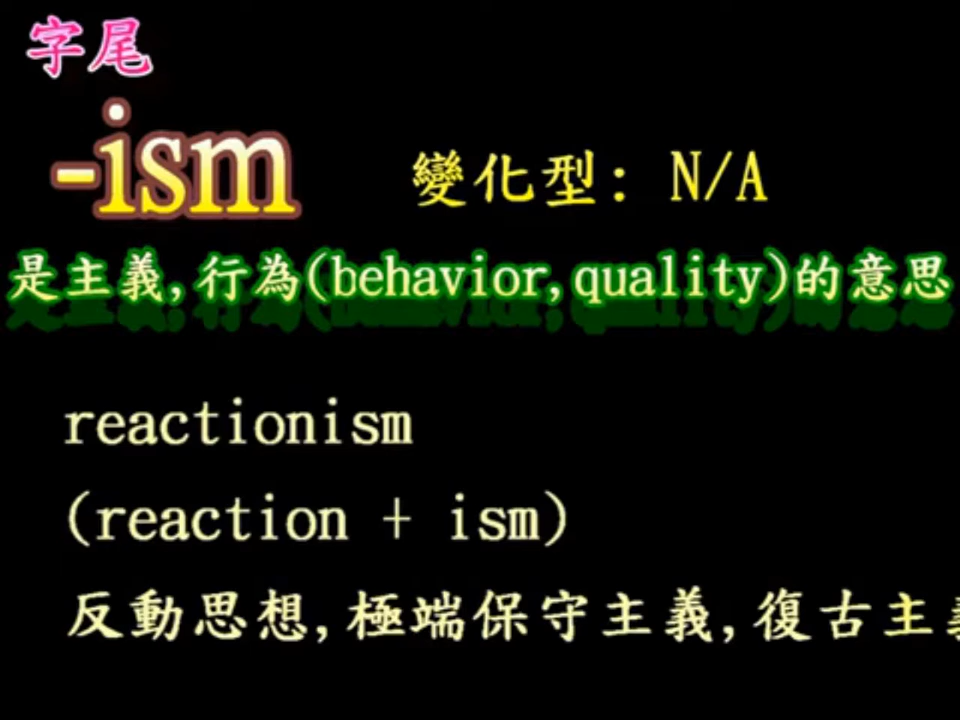 字尾
-ism 變化型: N/A
是主義,行為(behavior,quality)的意思
reactionism
(reaction + ism)
反動思想,極端保守主義,復古主義